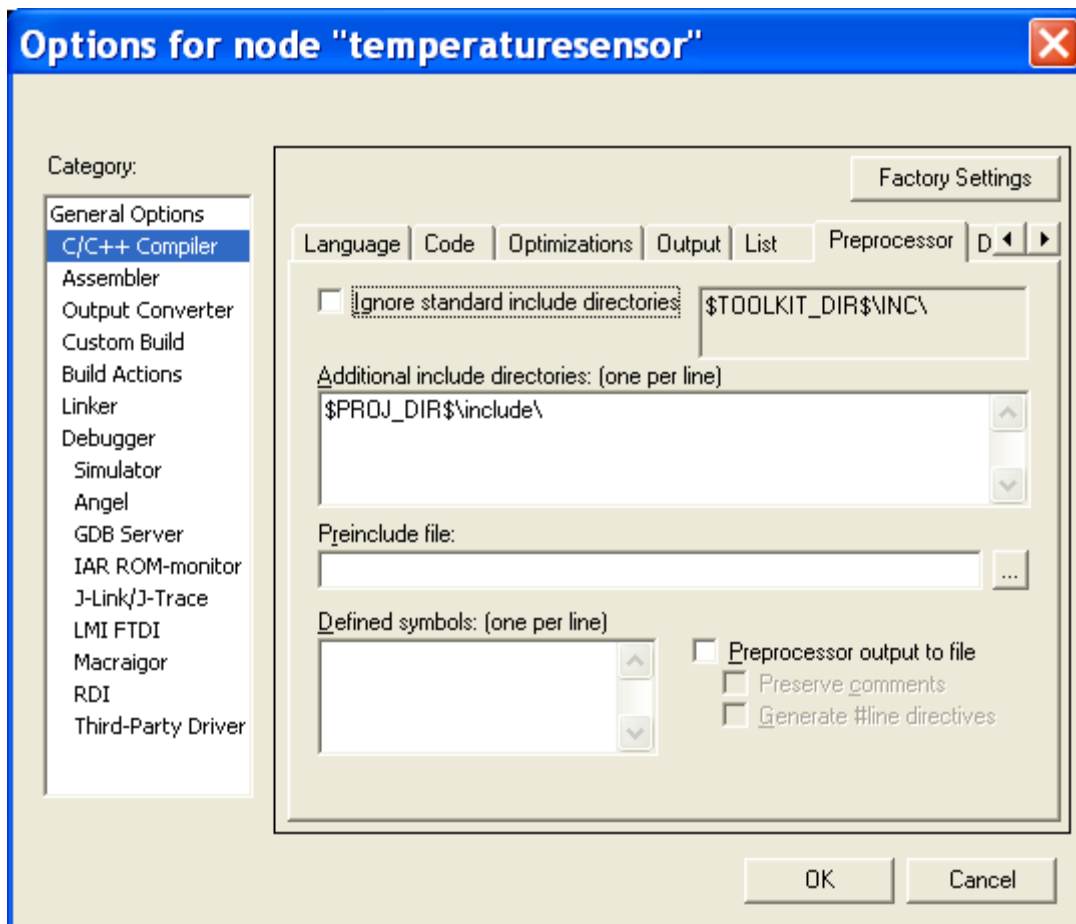 Options for node "temperaturesensor"
Category:
General Options
C/C++ Compiler
Assembler
Output Converter
Custom Build
Build Actions
Linker
Debugger
Simulator
Angel
GDB Server
IAR ROM-monitor
J-Link/J-Trace
LMI FTDI
Macraigor
RDI
Third-Party Driver
Factory Settings
Language Code Optimizations Output List Preprocessor D
Ignore standard include directories
$TOOLKIT_DIR$\INC\
Additional include directories: (one per line)
$PROJ_DIR$\include\
Preinclude file:
...
Defined symbols: (one per line)
Preprocessor output to file
Preserve comments
Generate #line directives
OK Cancel